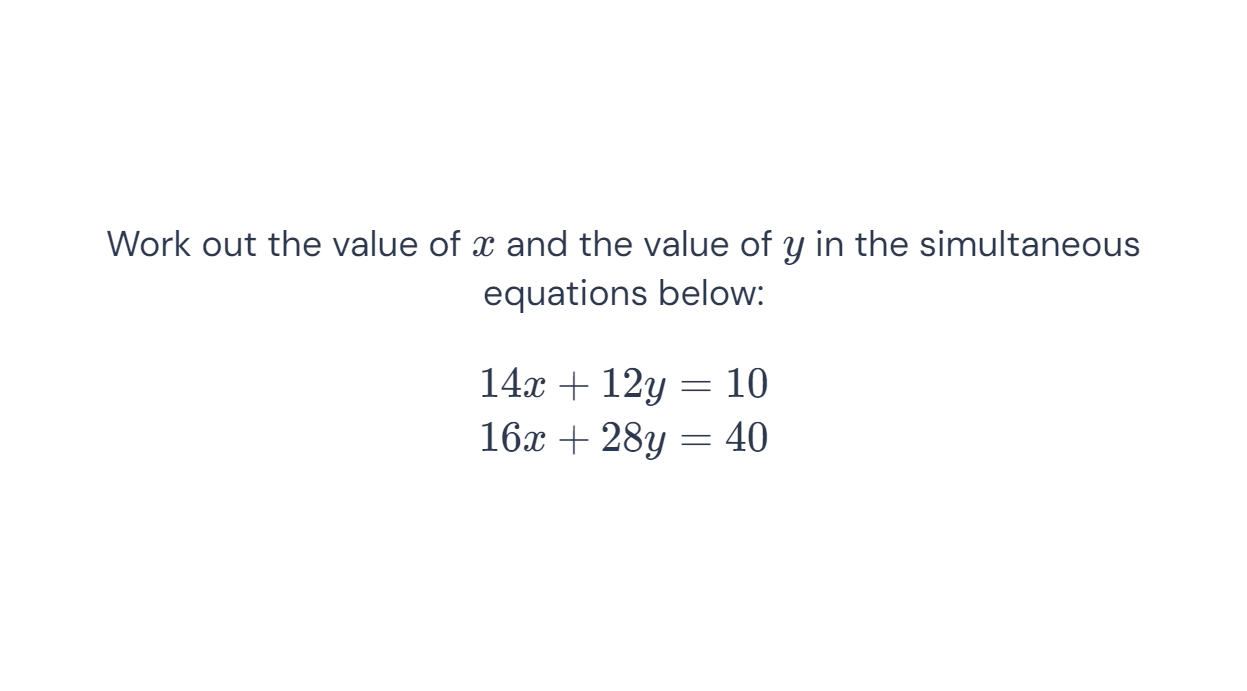 Work out the value of x and the value of y in the simultaneous
equations below:
14x + 12y = 10
16x + 28y = 40